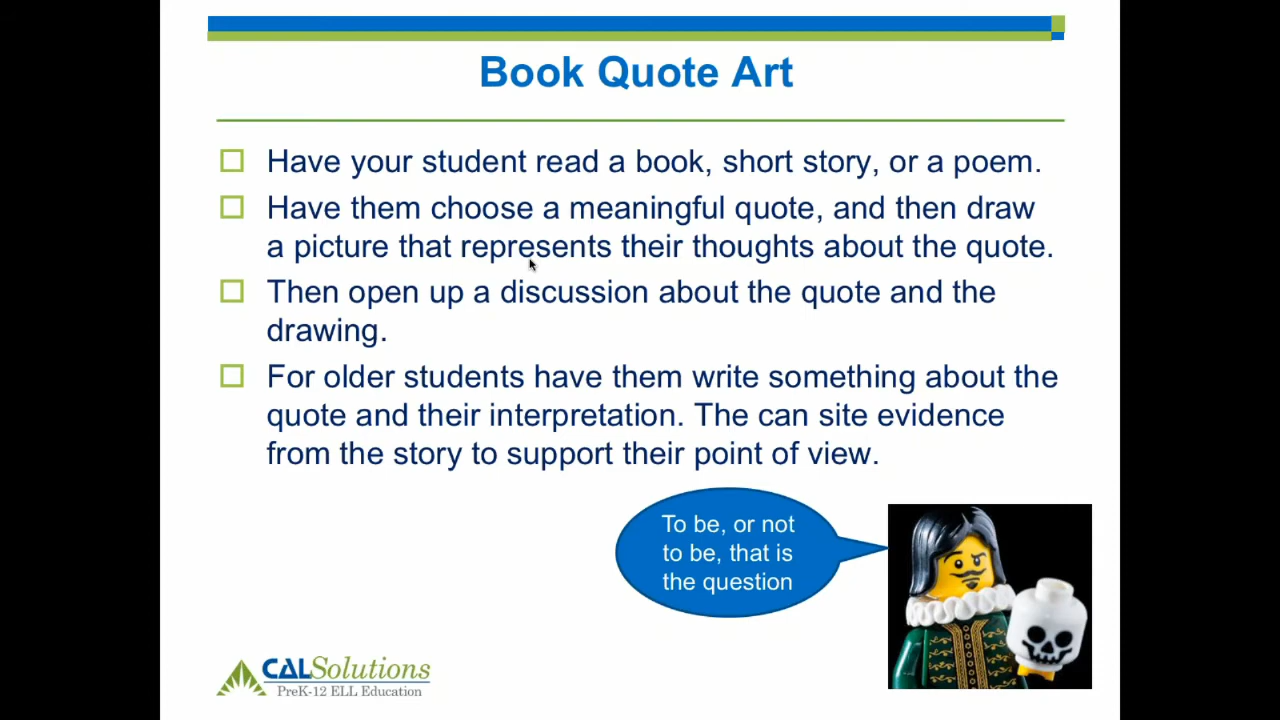 Book Quote Art
Have your student read a book, short story, or a poem.
Have them choose a meaningful quote, and then draw
a picture that represents their thoughts about the quote.
Then open up a discussion about the quote and the
drawing.
For older students have them write something about the
quote and their interpretation. The can site evidence
from the story to support their point of view.
To be, or not
to be, that is
the question
CALSolutions
PreK-12 ELL Education